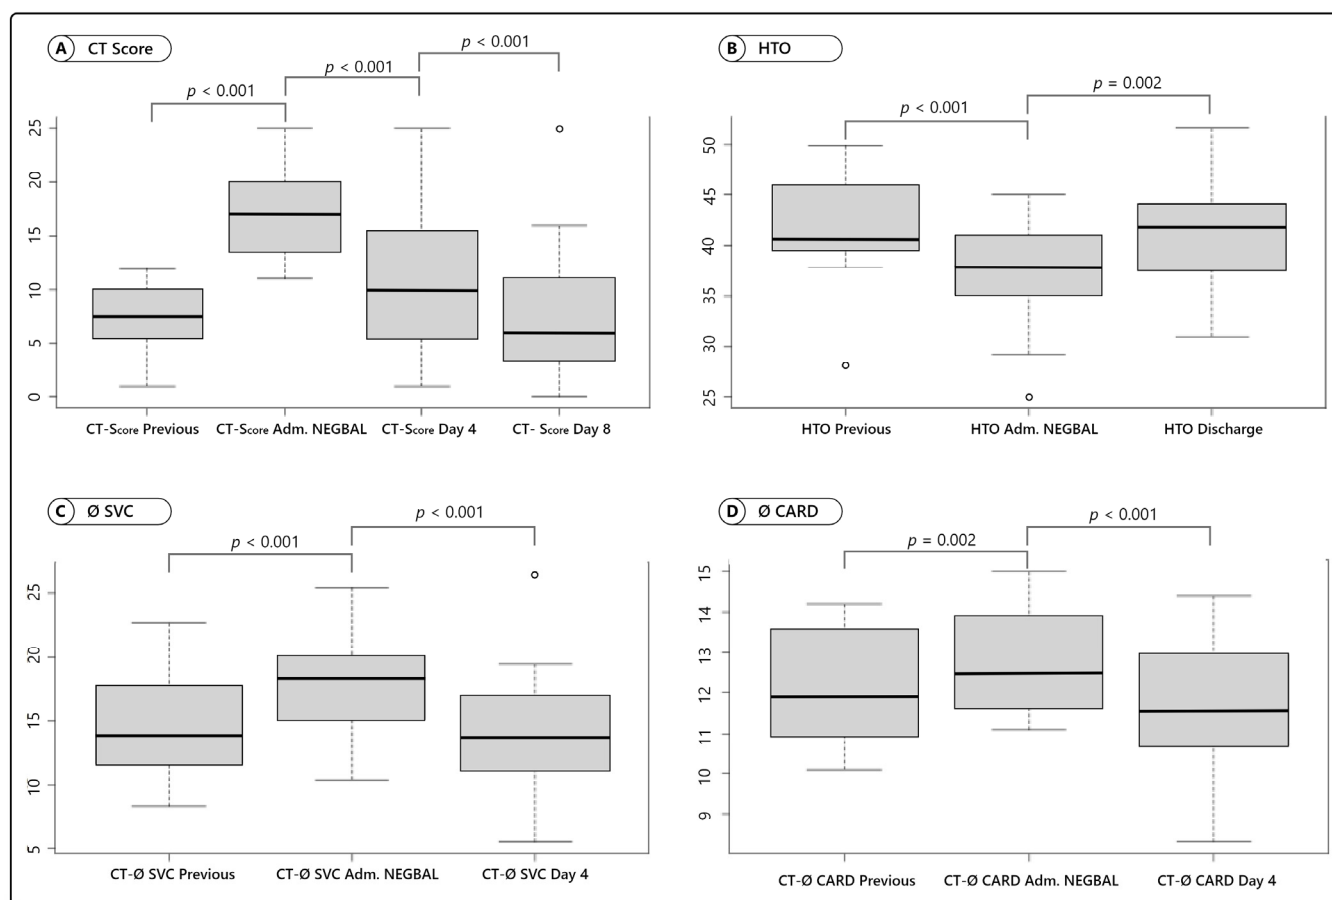 A CT Score
p < 0.001
p < 0.001
p < 0.001
25
20
15
10
5
0
CT-Score Previous
CT-Score Adm. NEGBAL
CT-Score Day 4
CT- Score Day 8
B HTO
p < 0.001
p = 0.002
50
45
40
35
30
25
HTO Previous
HTO Adm. NEGBAL
HTO Discharge
C Ø SVC
p < 0.001
p < 0.001
25
20
15
10
5
CT-Ø SVC Previous
CT-Ø SVC Adm. NEGBAL
CT-Ø SVC Day 4
D Ø CARD
p = 0.002
p < 0.001
15
14
13
12
11
10
9
CT-Ø CARD Previous
CT-Ø CARD Adm. NEGBAL
CT-Ø CARD Day 4